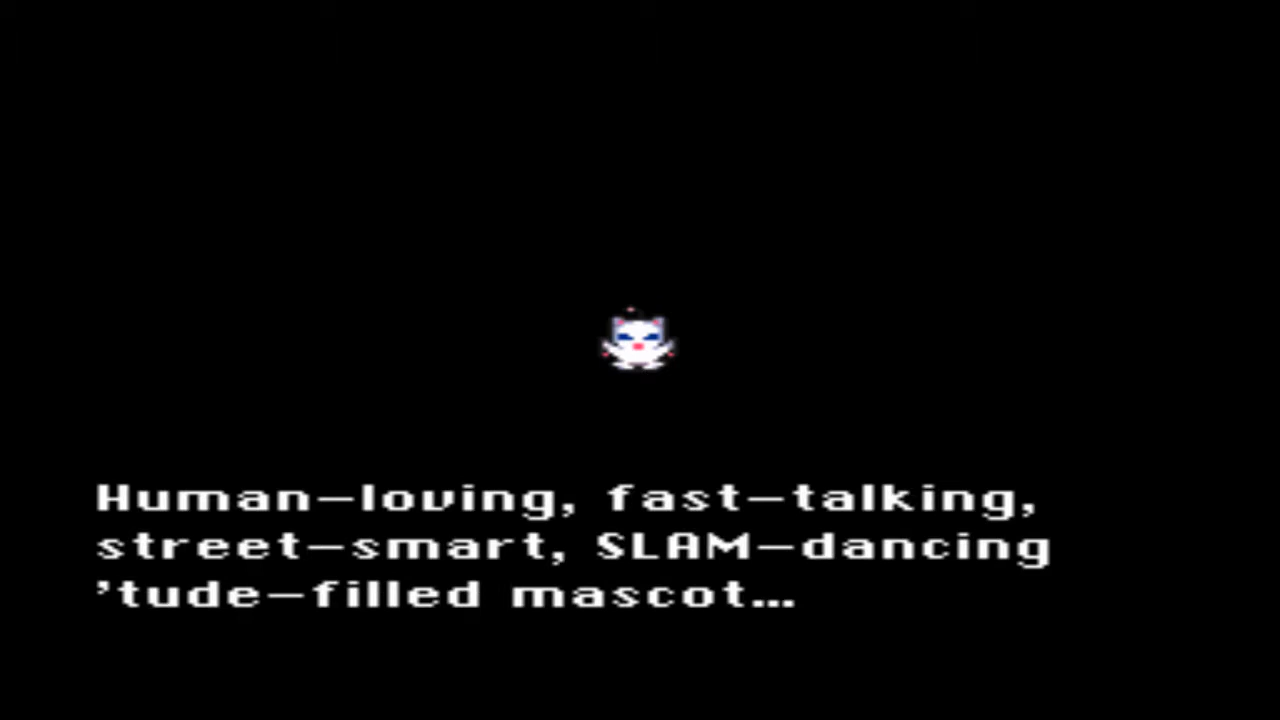 Human-loving, fast-talking,
street-smart, SLAM-dancing
'tude-filled mascot...